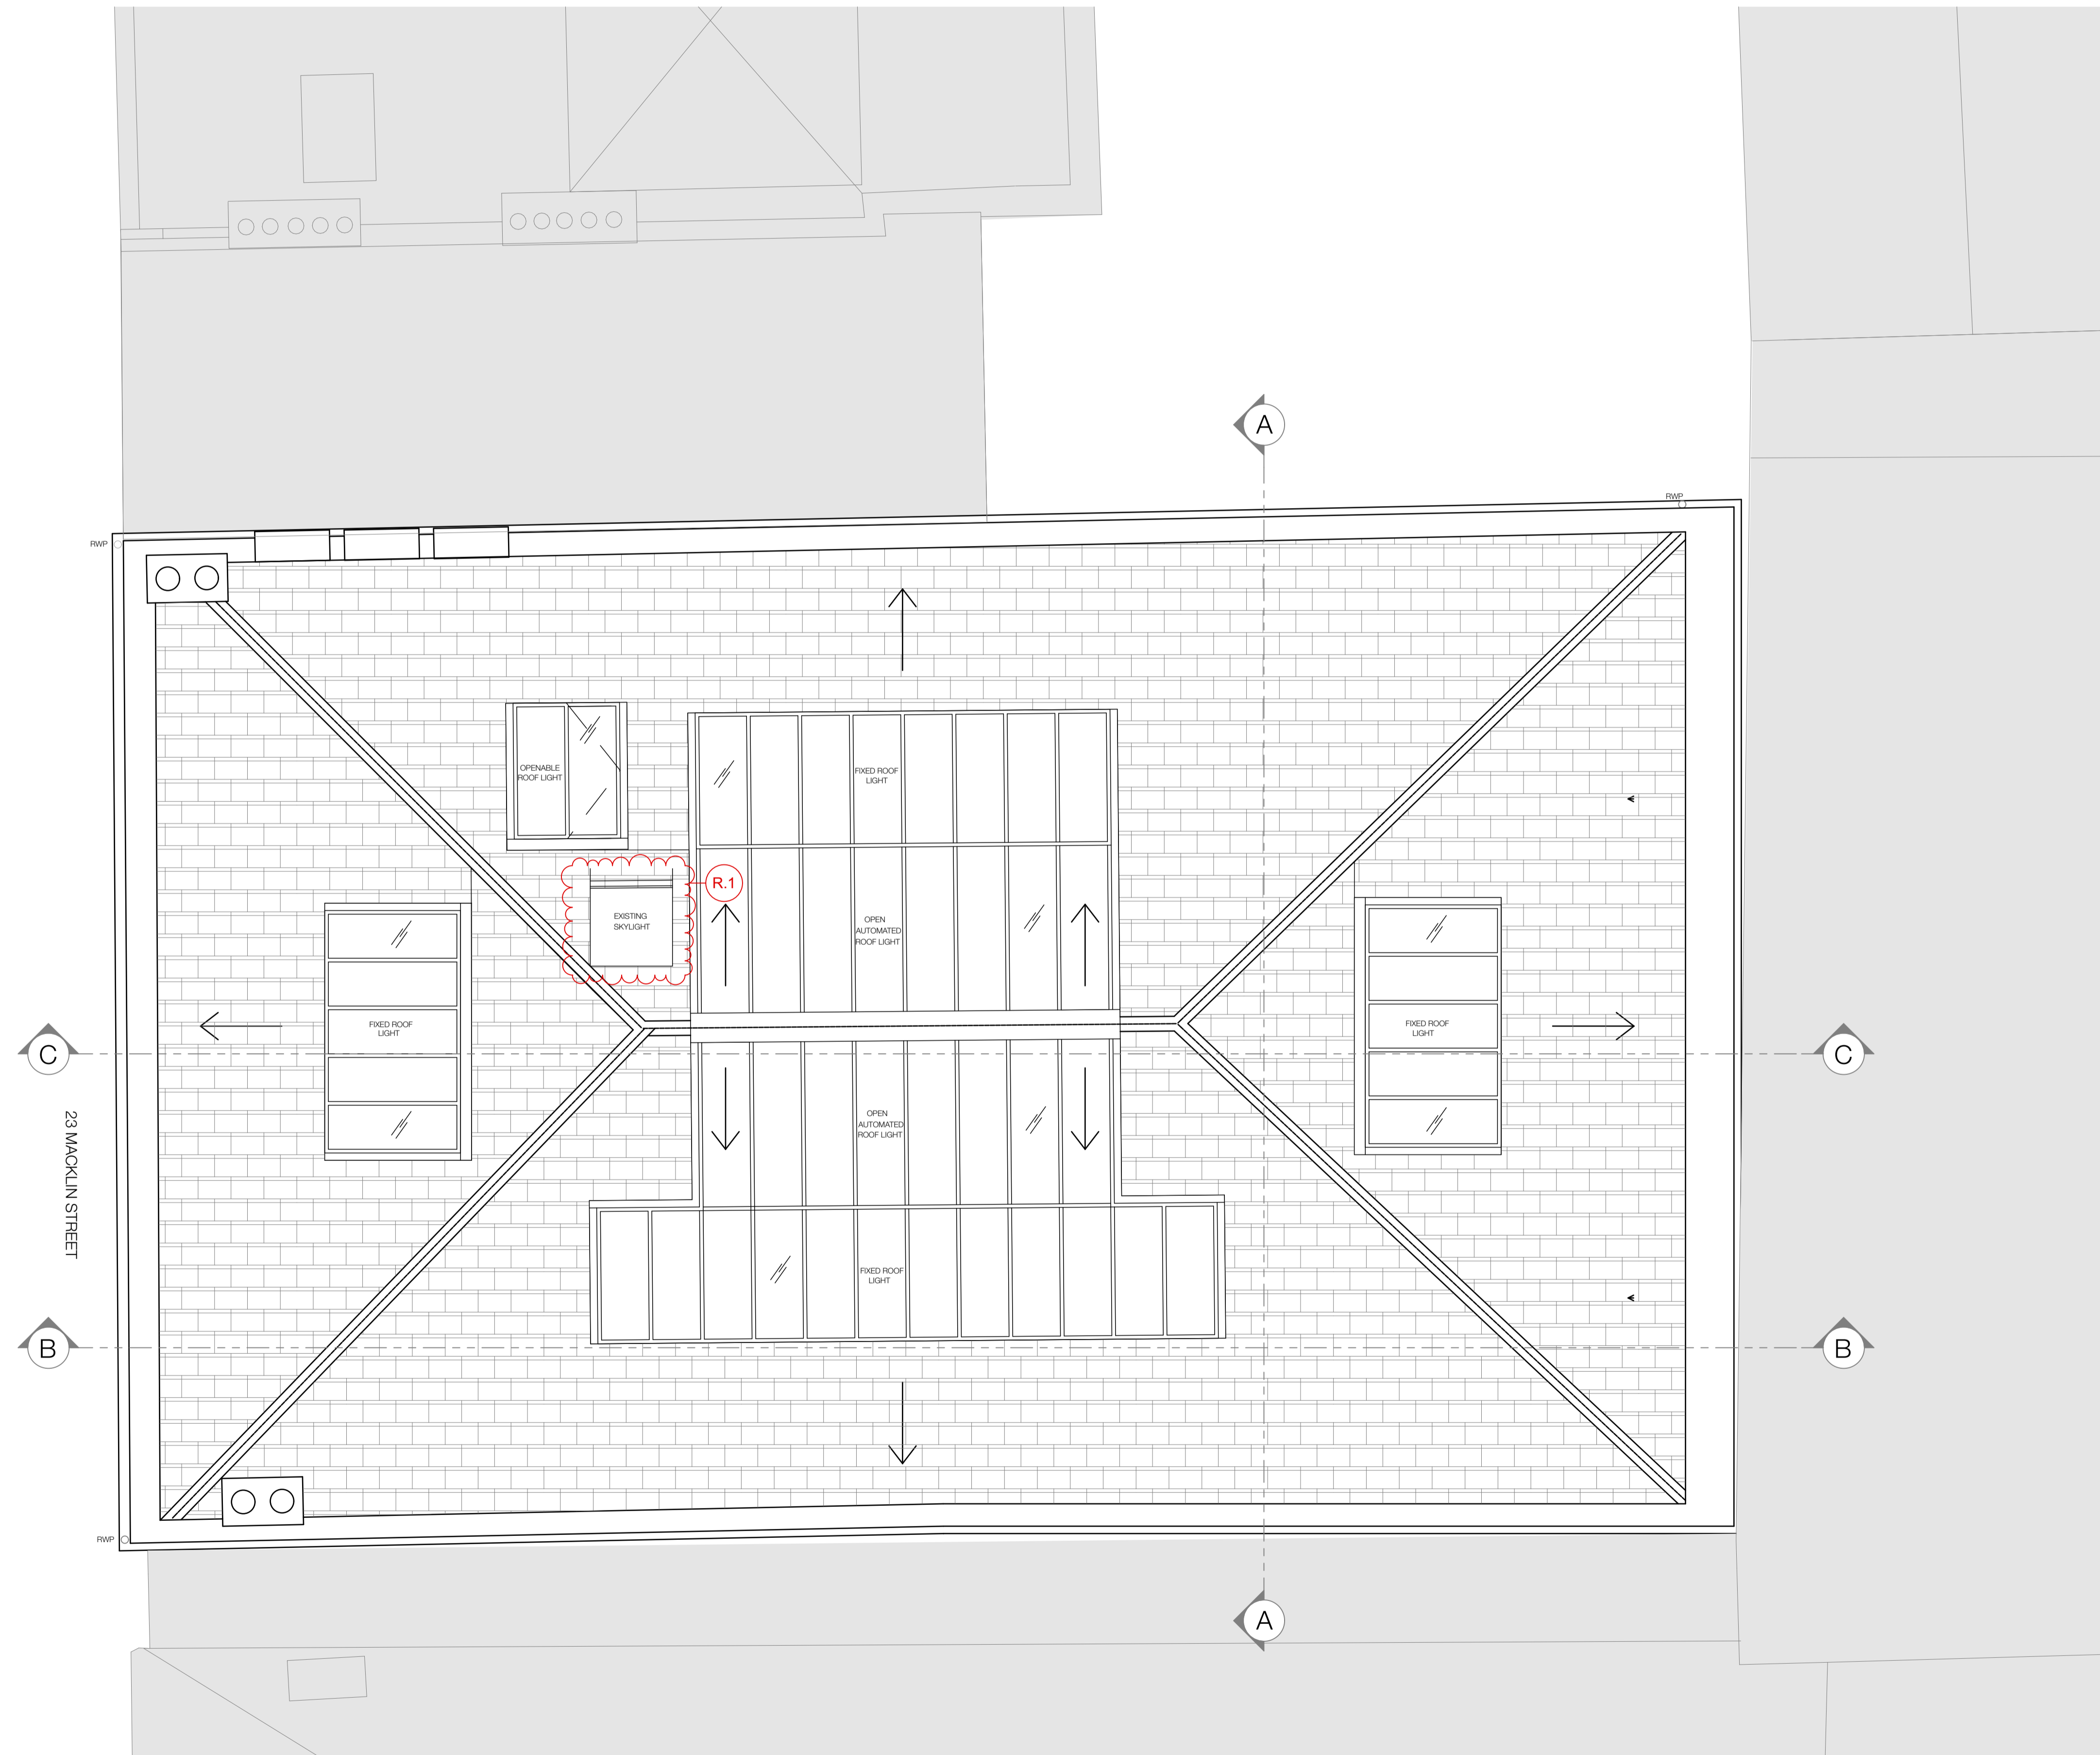 A
RWP
RWP
OPENABLE
ROOF LIGHT
FIXED ROOF
LIGHT
R.1
EXISTING
SKYLIGHT
OPEN
AUTOMATED
ROOF LIGHT
FIXED ROOF
LIGHT
FIXED ROOF
LIGHT
C
C
OPEN
AUTOMATED
ROOF LIGHT
23 MACKLIN STREET
FIXED ROOF
LIGHT
B
B
RWP
A